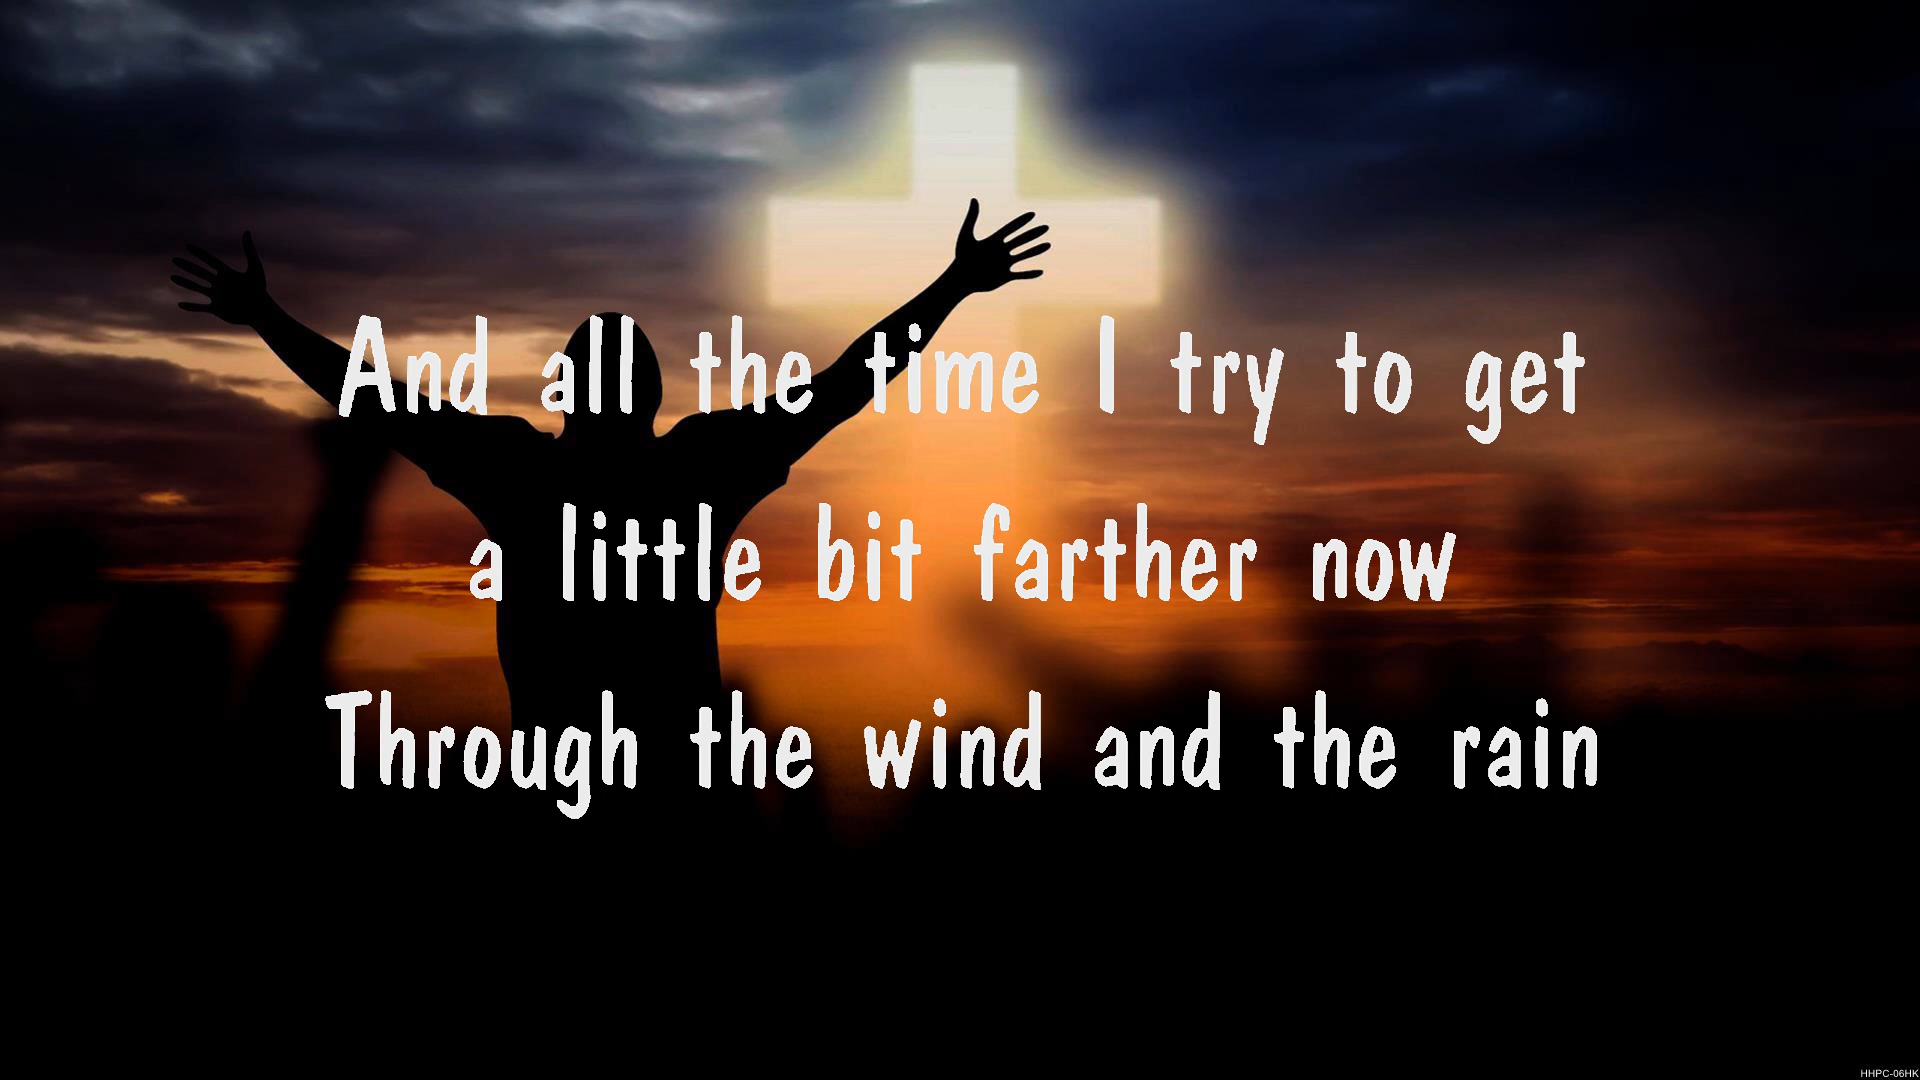 And all the time I try to get
a little bit farther now
Through the wind and the rain
HHPC-06HK